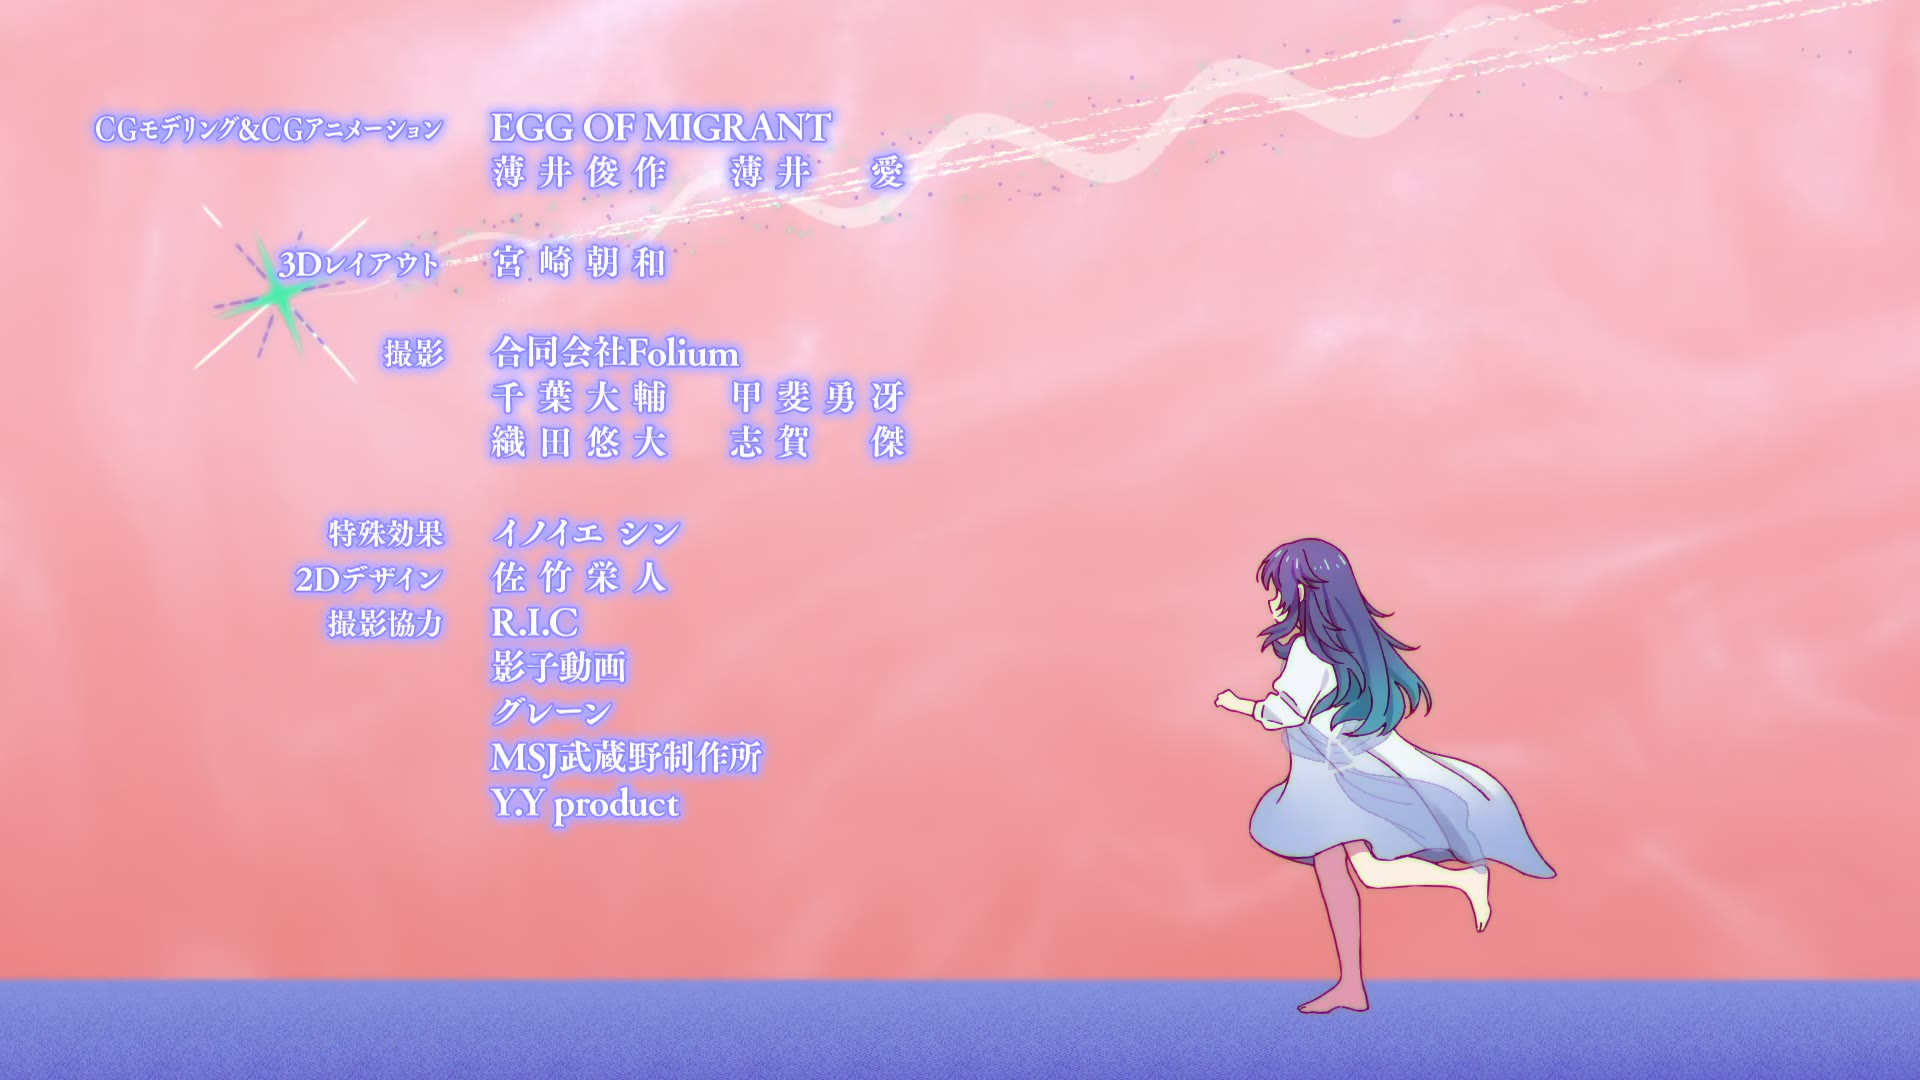 CGモデリング&CGアニメーション　EGG OF MIGRANT
薄井俊作　薄井　愛
3Dレイアウト　宮崎朝和
撮影　合同会社Folium
千葉大輔　甲斐勇冴
織田悠大　志賀　傑
特殊効果　イノイエ シン
2Dデザイン　佐竹栄人
撮影協力　R.I.C
影子動画
グレーン
MSJ武蔵野制作所
Y.Y product